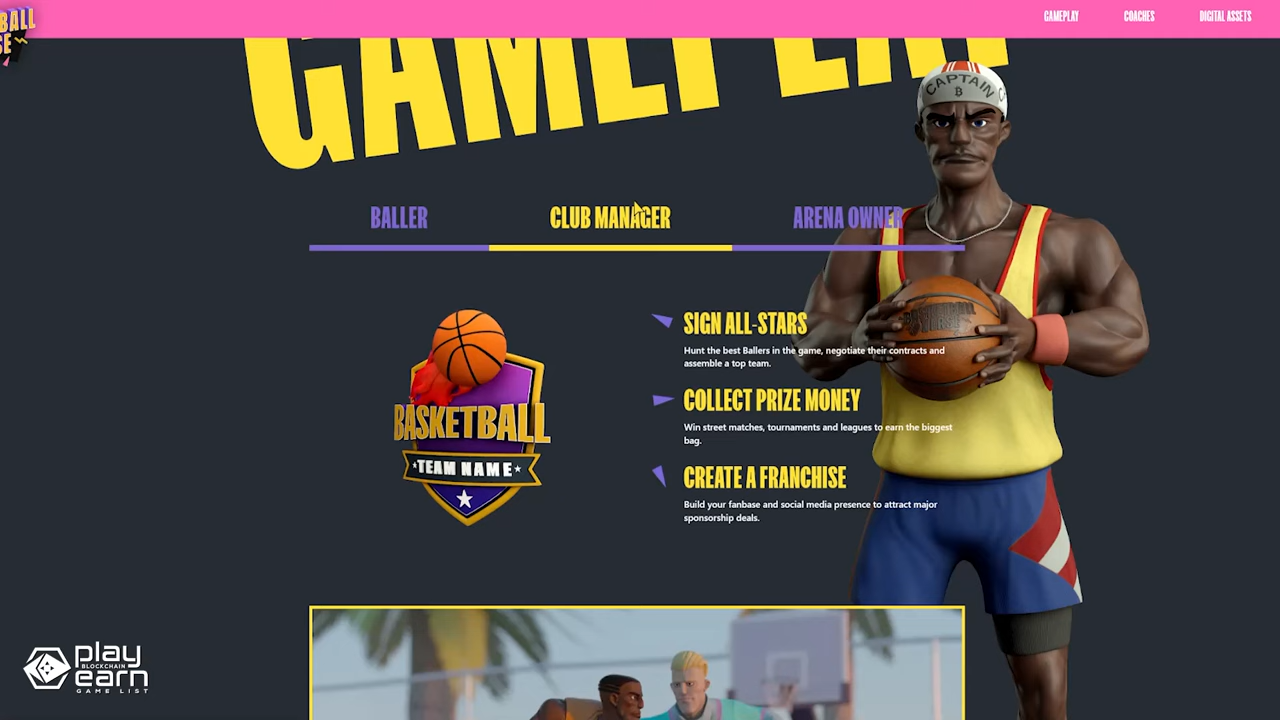 BALL
SE
GAMEPLAY
COACHES
DIGITAL ASSETS
GAMEPLAY
CAPTAIN
BALLER
CLUB MANAGER
ARENA OWNER
SIGN ALL-STARS
Hunt the best Ballers in the game, negotiate their contracts and
assemble a top team.
BASKETBALL
TEAM NAME
COLLECT PRIZE MONEY
Win street matches, tournaments and leagues to earn the biggest
bag.
CREATE A FRANCHISE
Build your fanbase and social media presence to attract major
sponsorship deals.
play
BLOCKCHAIN
earn
GAME LIST